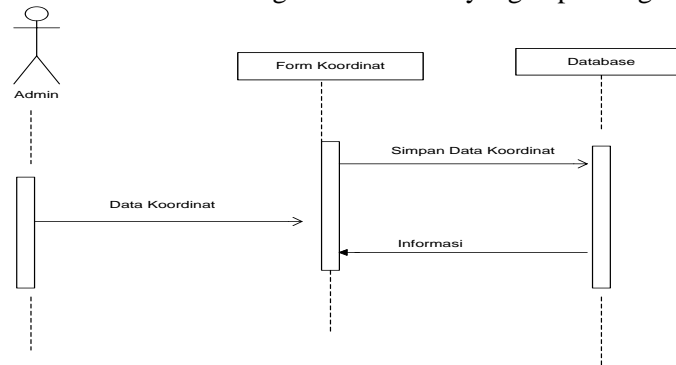 Admin
Form Koordinat
Database
Simpan Data Koordinat
Data Koordinat
Informasi